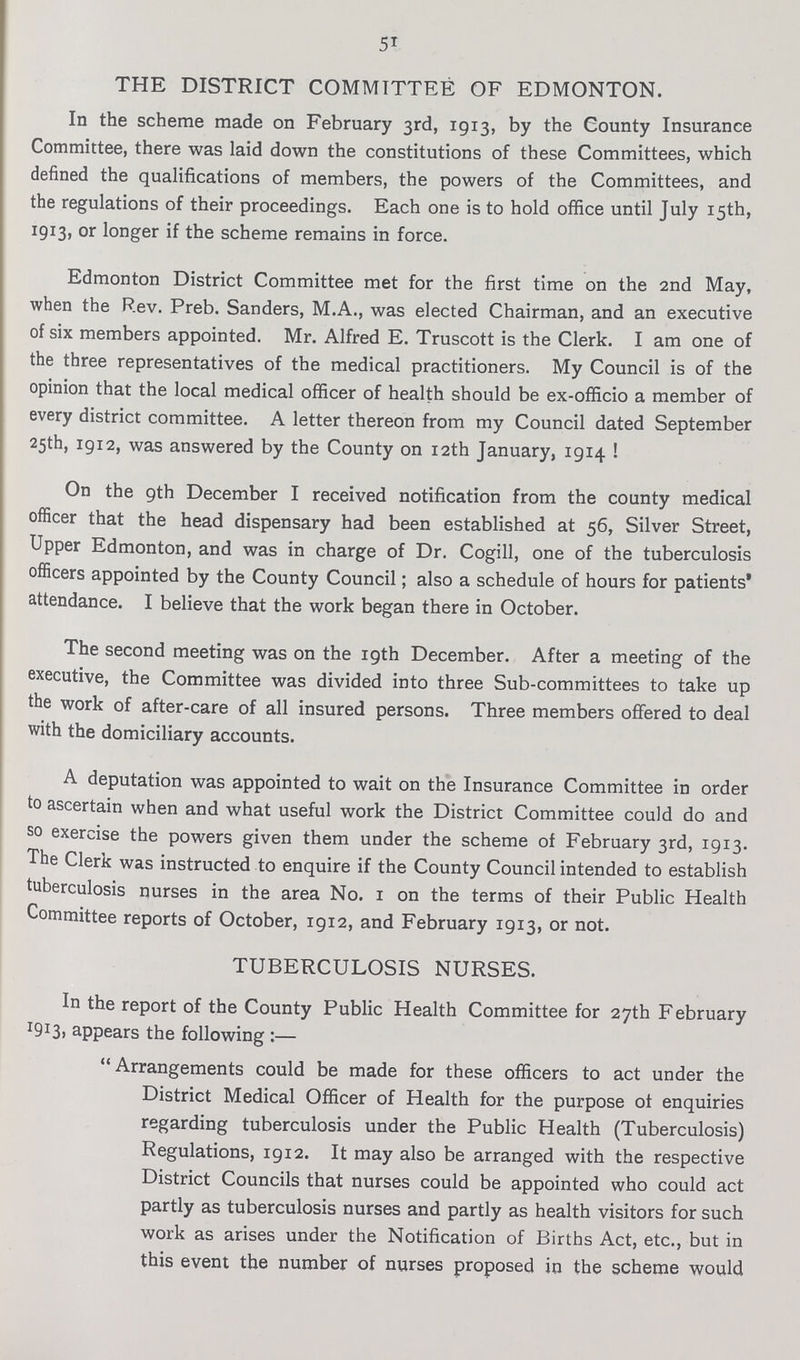 51
THE DISTRICT COMMITTEE OF EDMONTON.
In the scheme made on February 3rd, 1913, by the County Insurance
Committee, there was laid down the constitutions of these Committees, which
defined the qualifications of members, the powers of the Committees, and
the regulations of their proceedings. Each one is to hold office until July 15th,
1913, or longer if the scheme remains in force.
Edmonton District Committee met for the first time on the 2nd May,
when the Rev. Preb. Sanders, M.A., was elected Chairman, and an executive
of six members appointed. Mr. Alfred E. Truscott is the Clerk. I am one of
the three representatives of the medical practitioners. My Council is of the
opinion that the local medical officer of health should be ex-officio a member of
every district committee. A letter thereon from my Council dated September
25th, 1912, was answered by the County on 12th January, 1914 !
On the 9th December I received notification from the county medical
officer that the head dispensary had been established at 56, Silver Street,
Upper Edmonton, and was in charge of Dr. Cogill, one of the tuberculosis
officers appointed by the County Council; also a schedule of hours for patients'
attendance. I believe that the work began there in October.
The second meeting was on the 19th December. After a meeting of the
executive, the Committee was divided into three Sub-committees to take up
the work of after-care of all insured persons. Three members offered to deal
with the domiciliary accounts.
A deputation was appointed to wait on the Insurance Committee in order
to ascertain when and what useful work the District Committee could do and
so exercise the powers given them under the scheme of February 3rd, 1913.
The Clerk was instructed to enquire if the County Council intended to establish
tuberculosis nurses in the area No. 1 on the terms of their Public Health
Committee reports of October, 1912, and February 1913, or not.
TUBERCULOSIS NURSES.
In the report of the County Public Health Committee for 27th February
1913, appears the following :—
"Arrangements could be made for these officers to act under the
District Medical Officer of Health for the purpose of enquiries
regarding tuberculosis under the Public Health (Tuberculosis)
Regulations, 1912. It may also be arranged with the respective
District Councils that nurses could be appointed who could act
partly as tuberculosis nurses and partly as health visitors for such
work as arises under the Notification of Births Act, etc., but in
this event the number of nurses proposed in the scheme would